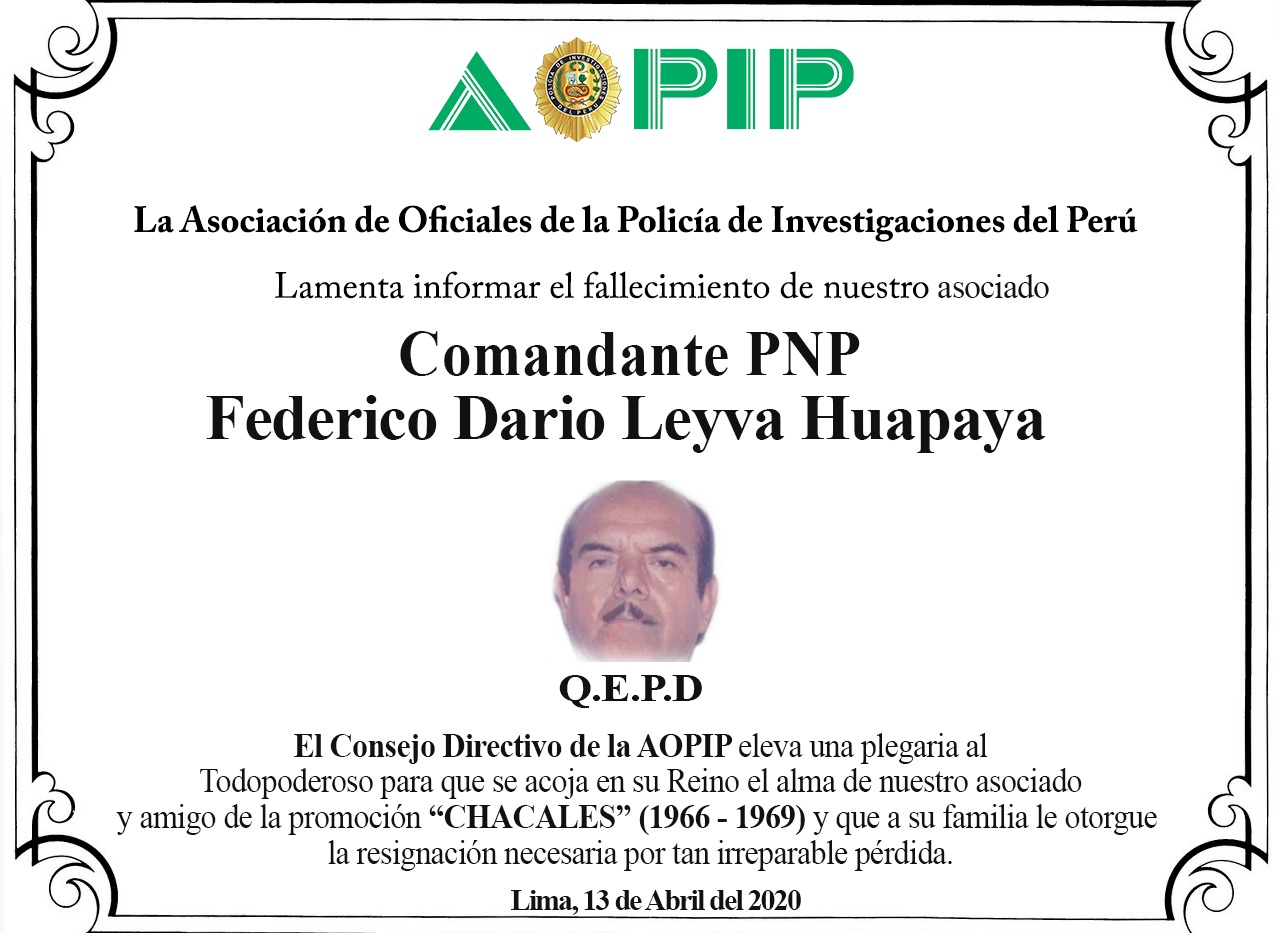 AOPIP
POLICIA DE INVESTIGACIONES
DEL PERU
La Asociación de Oficiales de la Policía de Investigaciones del Perú
Lamenta informar el fallecimiento de nuestro asociado
Comandante PNP
Federico Dario Leyva Huapaya
Q.E.P.D
El Consejo Directivo de la AOPIP eleva una plegaria al
Todopoderoso para que se acoja en su Reino el alma de nuestro asociado
y amigo de la promoción “CHACALES” (1966 - 1969) y que a su familia le otorgue
la resignación necesaria por tan irreparable pérdida.
Lima, 13 de Abril del 2020